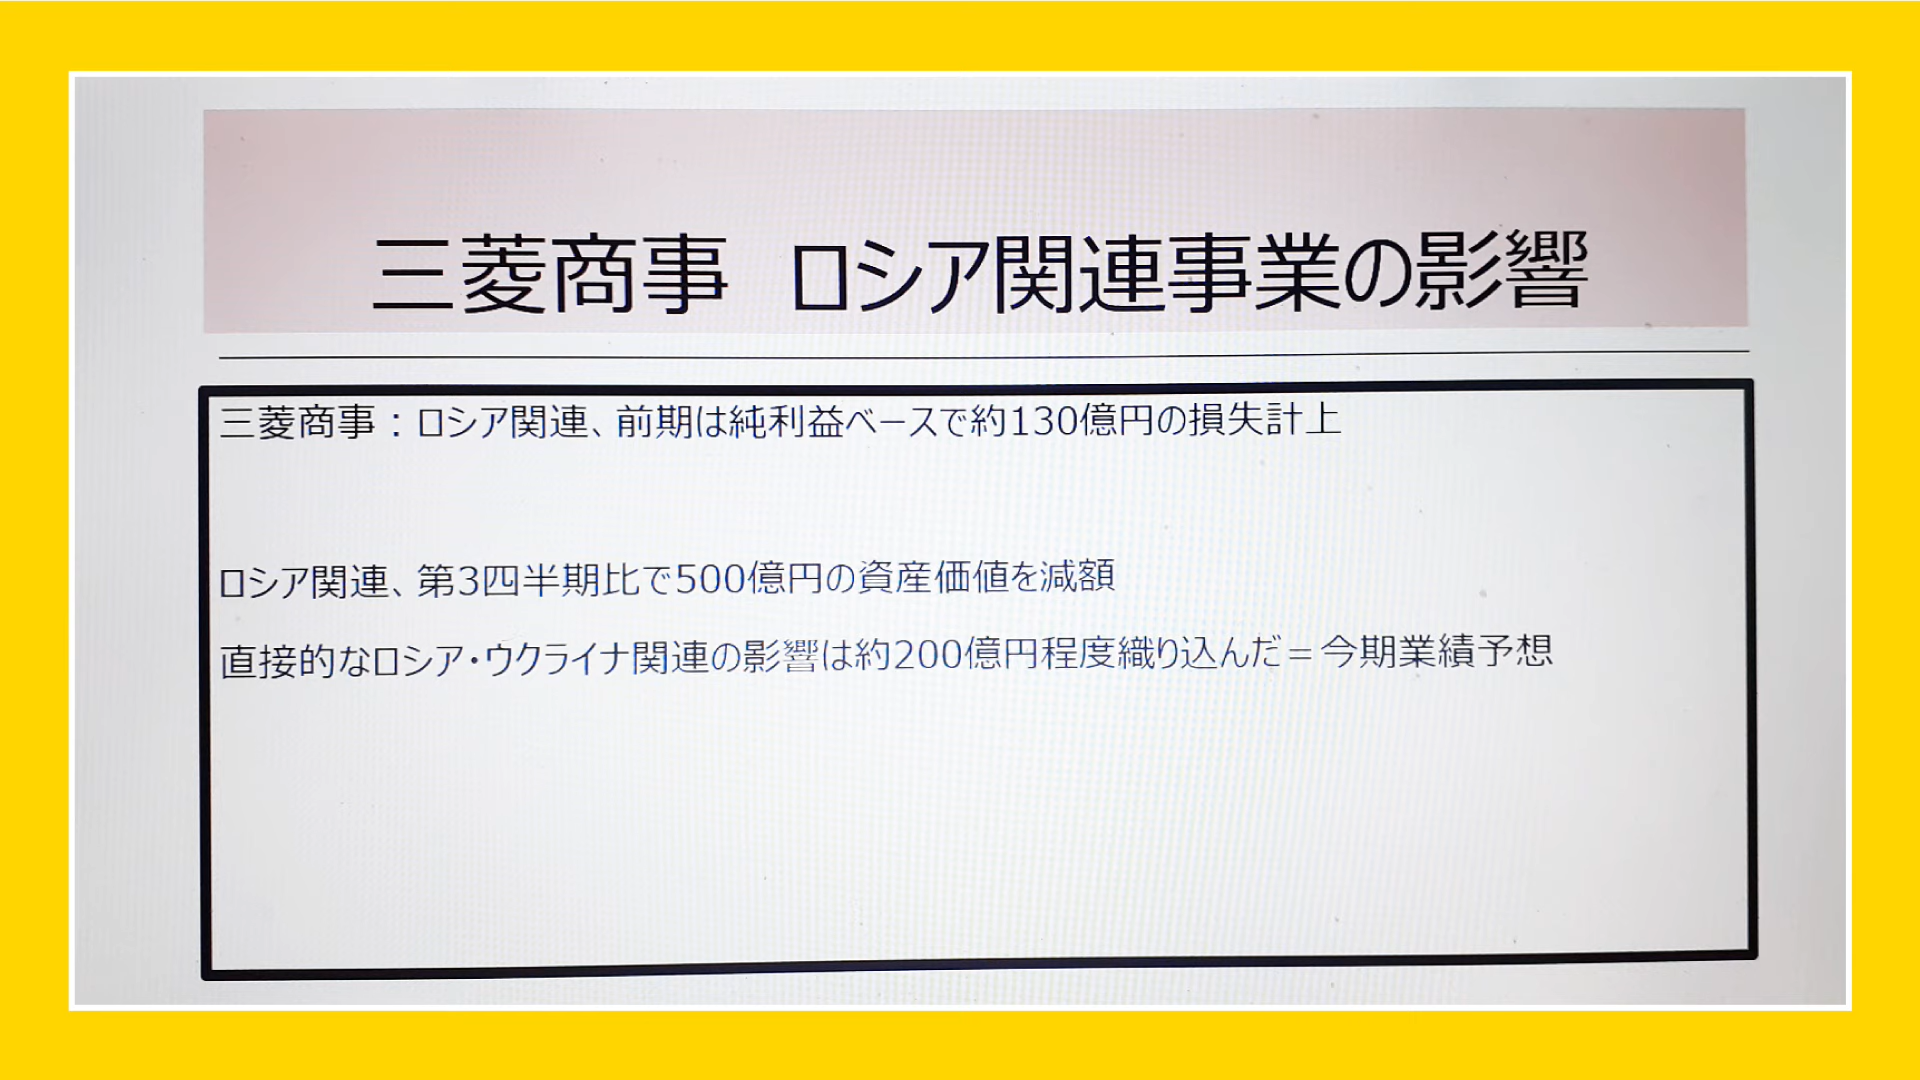 三菱商事　ロシア関連事業の影響
三菱商事：ロシア関連、前期は純利益ベースで約130億円の損失計上
ロシア関連、第3四半期比で500億円の資産価値を減額
直接的なロシア・ウクライナ関連の影響は約200億円程度織り込んだ＝今期業績予想